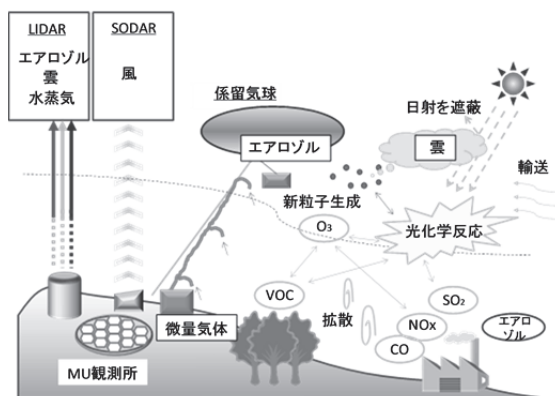 LIDAR
エアロゾル
雲
水蒸気
SODAR
風
係留気球
エアロゾル
日射を遮蔽
雲
輸送
新粒子生成
O₃
光化学反応
VOC
拡散
SO₂
NOx
CO
エアロ
ゾル
微量気体
MU観測所